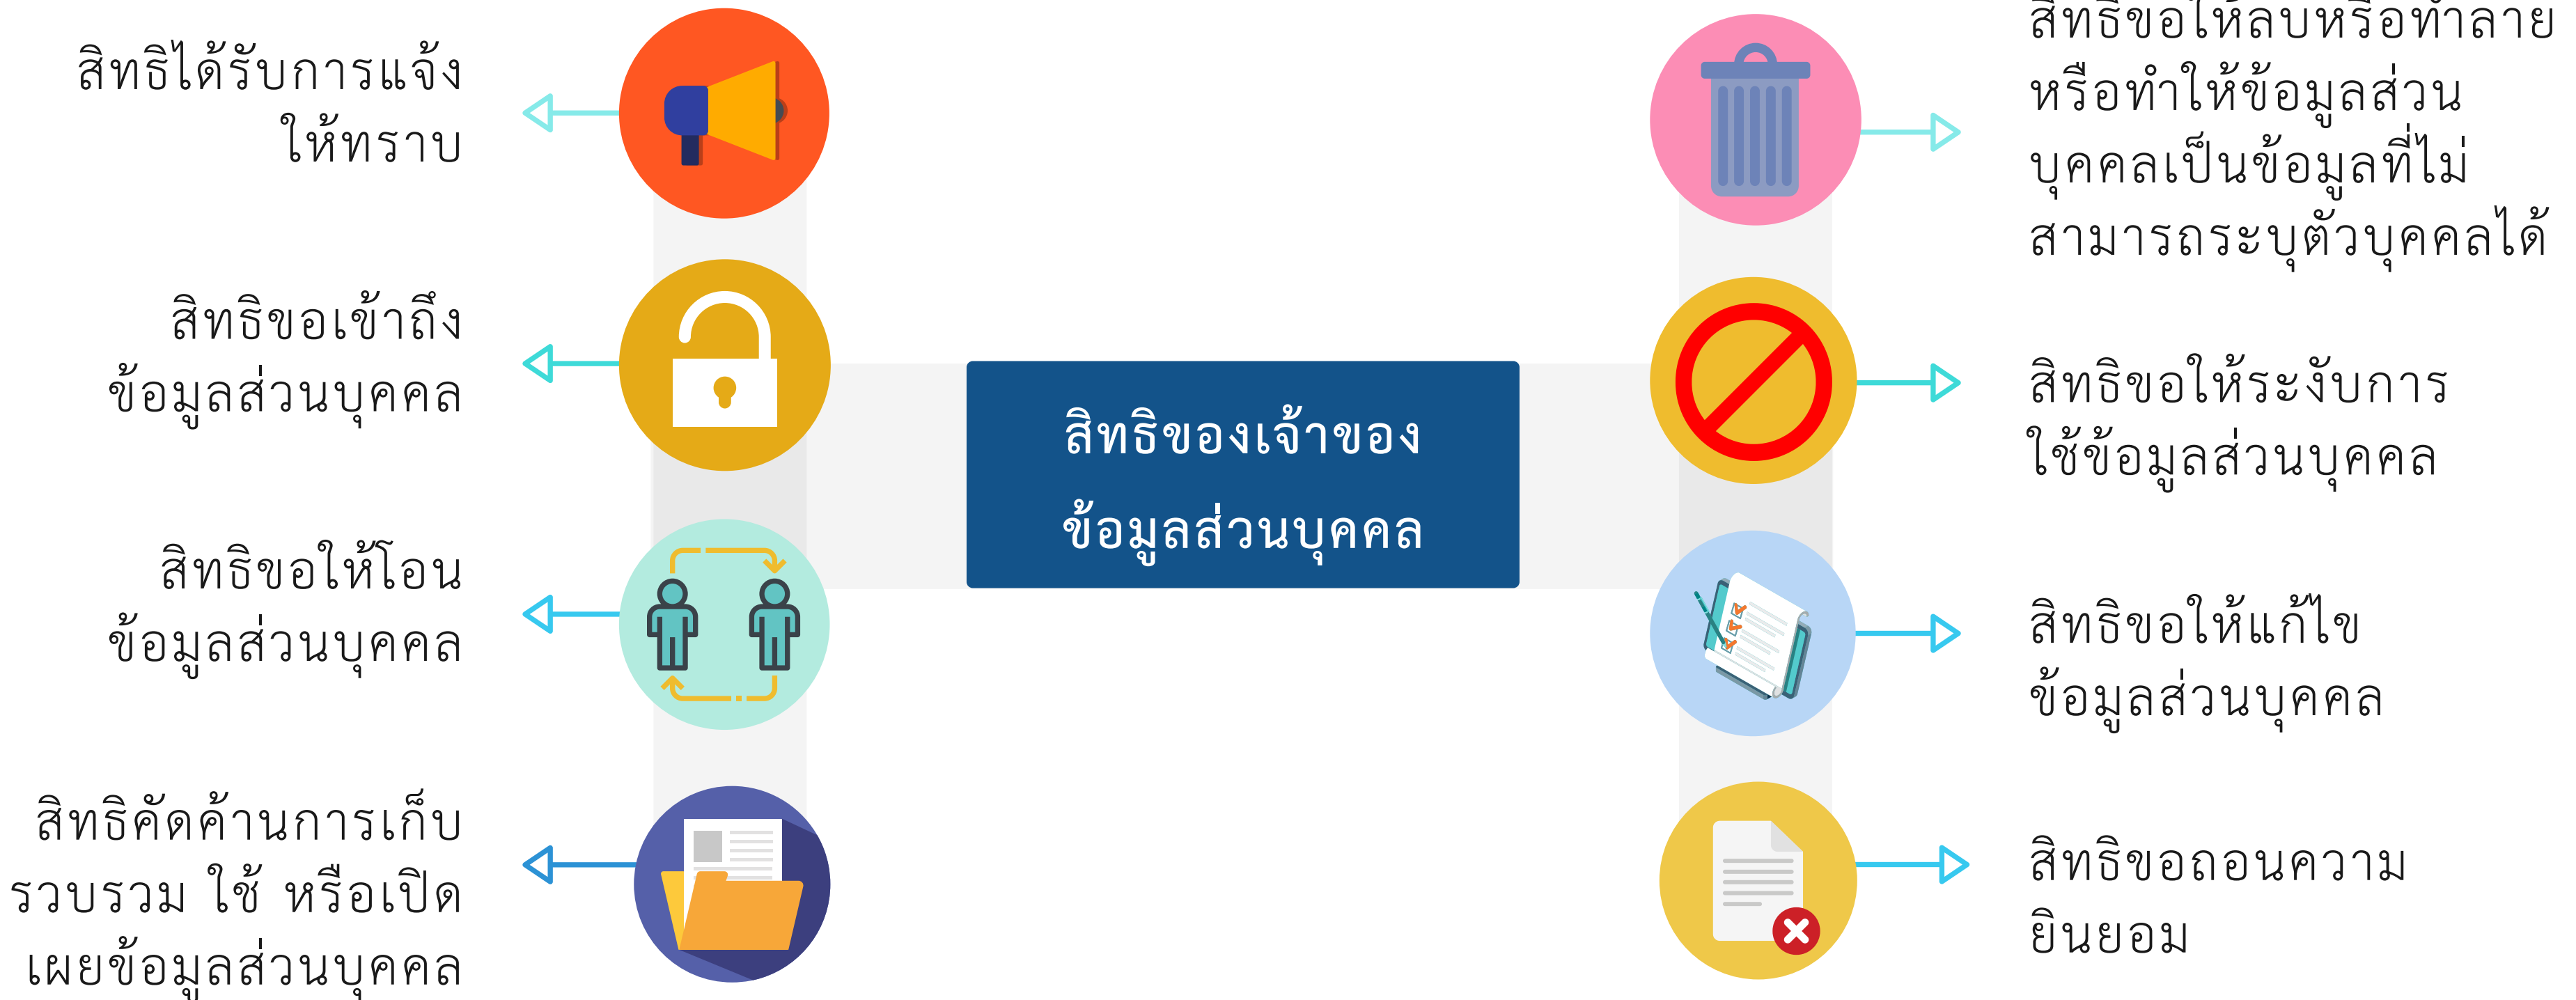 สิทธิได้รับการแจ้ง
ให้ทราบ
สิทธิขอเข้าถึง
ข้อมูลส่วนบุคคล
สิทธิขอให้โอน
ข้อมูลส่วนบุคคล
สิทธิคัดค้านการเก็บ
รวบรวม ใช้ หรือเปิด
เผยข้อมูลส่วนบุคคล
สิทธิของเจ้าของ
ข้อมูลส่วนบุคคล
สิทธิขอให้ลบหรือทำลาย
หรือทำให้ข้อมูลส่วน
บุคคลเป็นข้อมูลที่ไม่
สามารถระบุตัวบุคคลได้
สิทธิขอให้ระงับการ
ใช้ข้อมูลส่วนบุคคล
สิทธิขอให้แก้ไข
ข้อมูลส่วนบุคคล
สิทธิขอถอนความ
ยินยอม